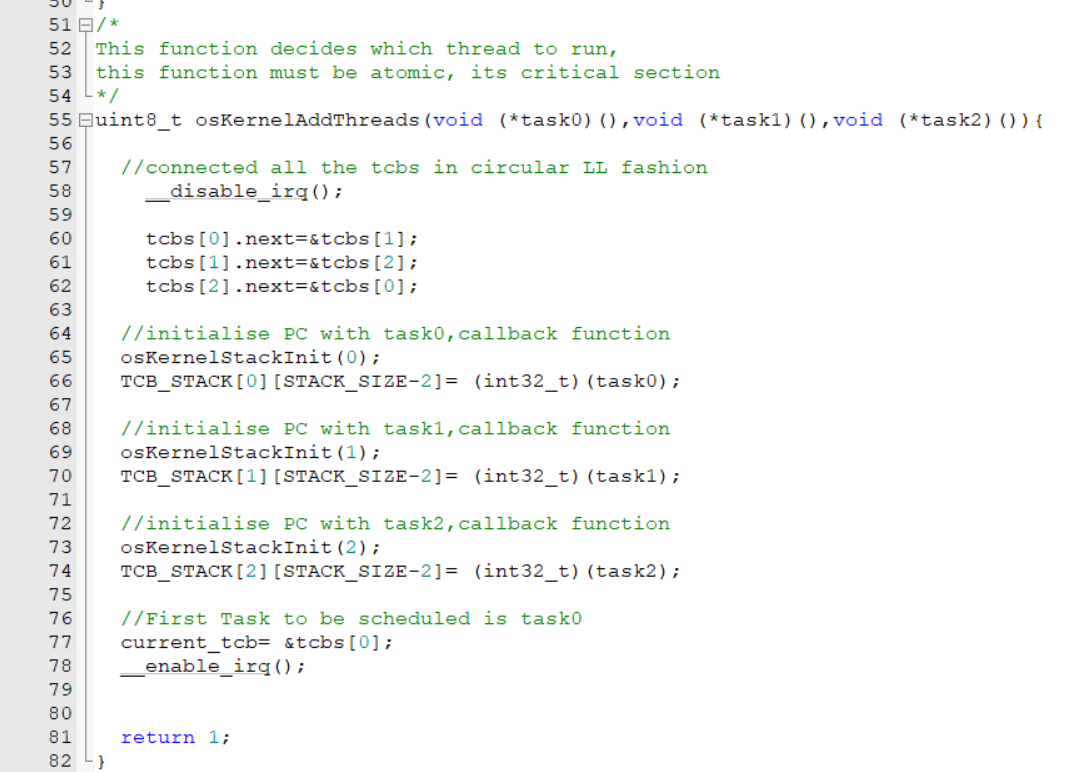 50 }
51 /*
52 This function decides which thread to run,
53 this function must be atomic, its critical section
54 */
55 uint8_t osKernelAddThreads(void (*task0)(),void (*task1)(),void (*task2)()){
56
57 //connected all the tcbs in circular LL fashion
58 __disable_irq();
59
60 tcbs[0].next=&tcbs[1];
61 tcbs[1].next=&tcbs[2];
62 tcbs[2].next=&tcbs[0];
63
64 //initialise PC with task0,callback function
65 osKernelStackInit(0);
66 TCB_STACK[0][STACK_SIZE-2]= (int32_t)(task0);
67
68 //initialise PC with task1,callback function
69 osKernelStackInit(1);
70 TCB_STACK[1][STACK_SIZE-2]= (int32_t)(task1);
71
72 //initialise PC with task2,callback function
73 osKernelStackInit(2);
74 TCB_STACK[2][STACK_SIZE-2]= (int32_t)(task2);
75
76 //First Task to be scheduled is task0
77 current_tcb= &tcbs[0];
78 __enable_irq();
79
80
81 return 1;
82 }